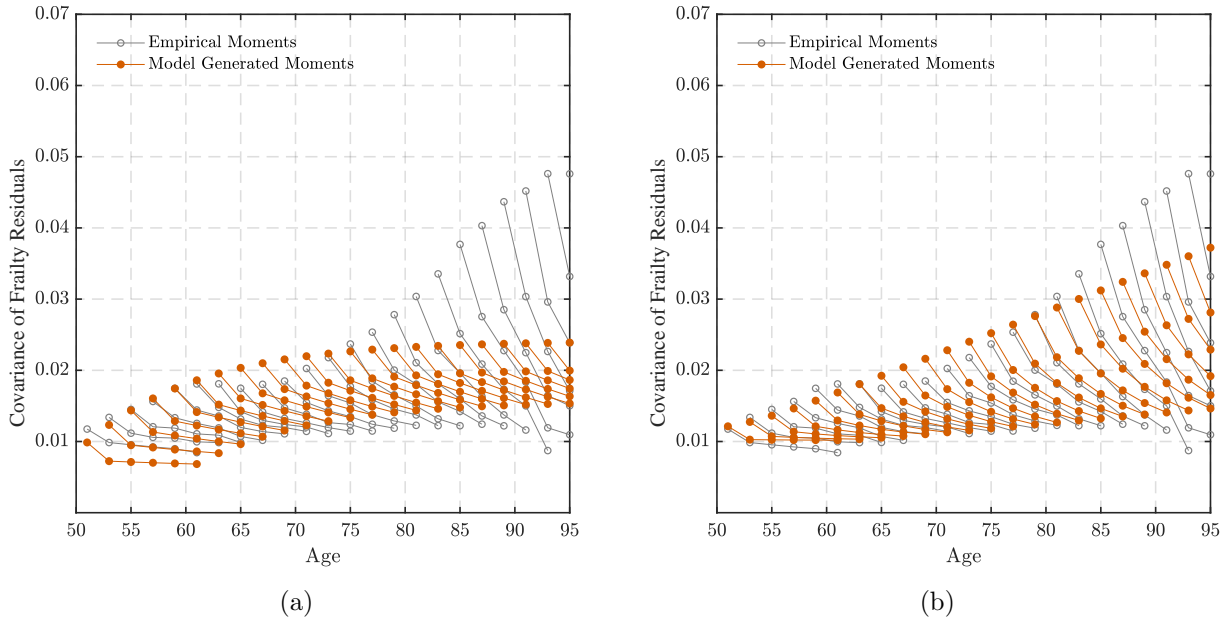 0.07
0.06
0.05
0.04
0.03
0.02
0.01
Covariance of Frailty Residuals
Empirical Moments
Model Generated Moments
50 55 60 65 70 75 80 85 90 95
Age
(a)
0.07
0.06
0.05
0.04
0.03
0.02
0.01
Covariance of Frailty Residuals
Empirical Moments
Model Generated Moments
50 55 60 65 70 75 80 85 90 95
Age
(b)